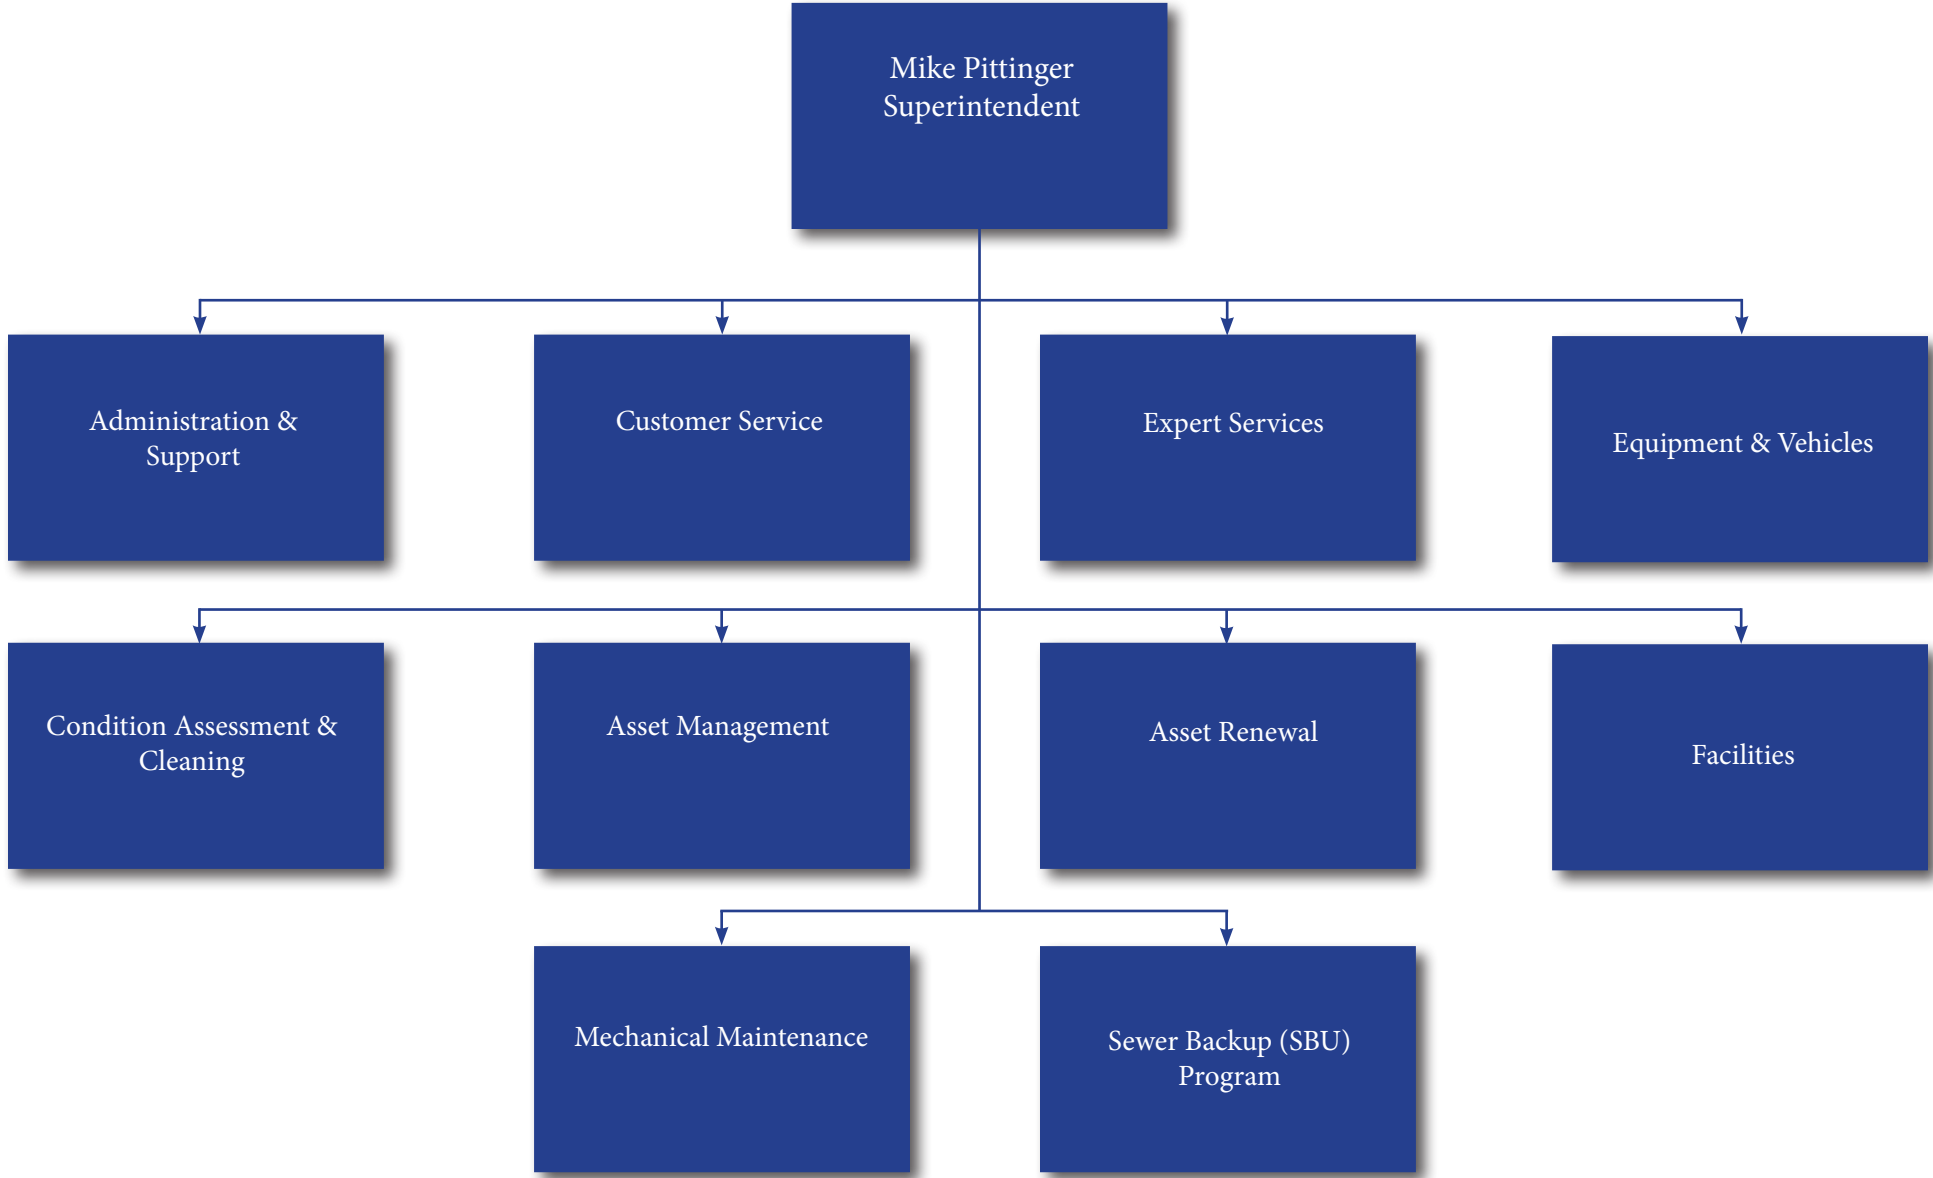 Mike Pittinger
Superintendent
Administration &
Support
Customer Service
Expert Services
Equipment & Vehicles
Condition Assessment &
Cleaning
Asset Management
Asset Renewal
Facilities
Mechanical Maintenance
Sewer Backup (SBU)
Program